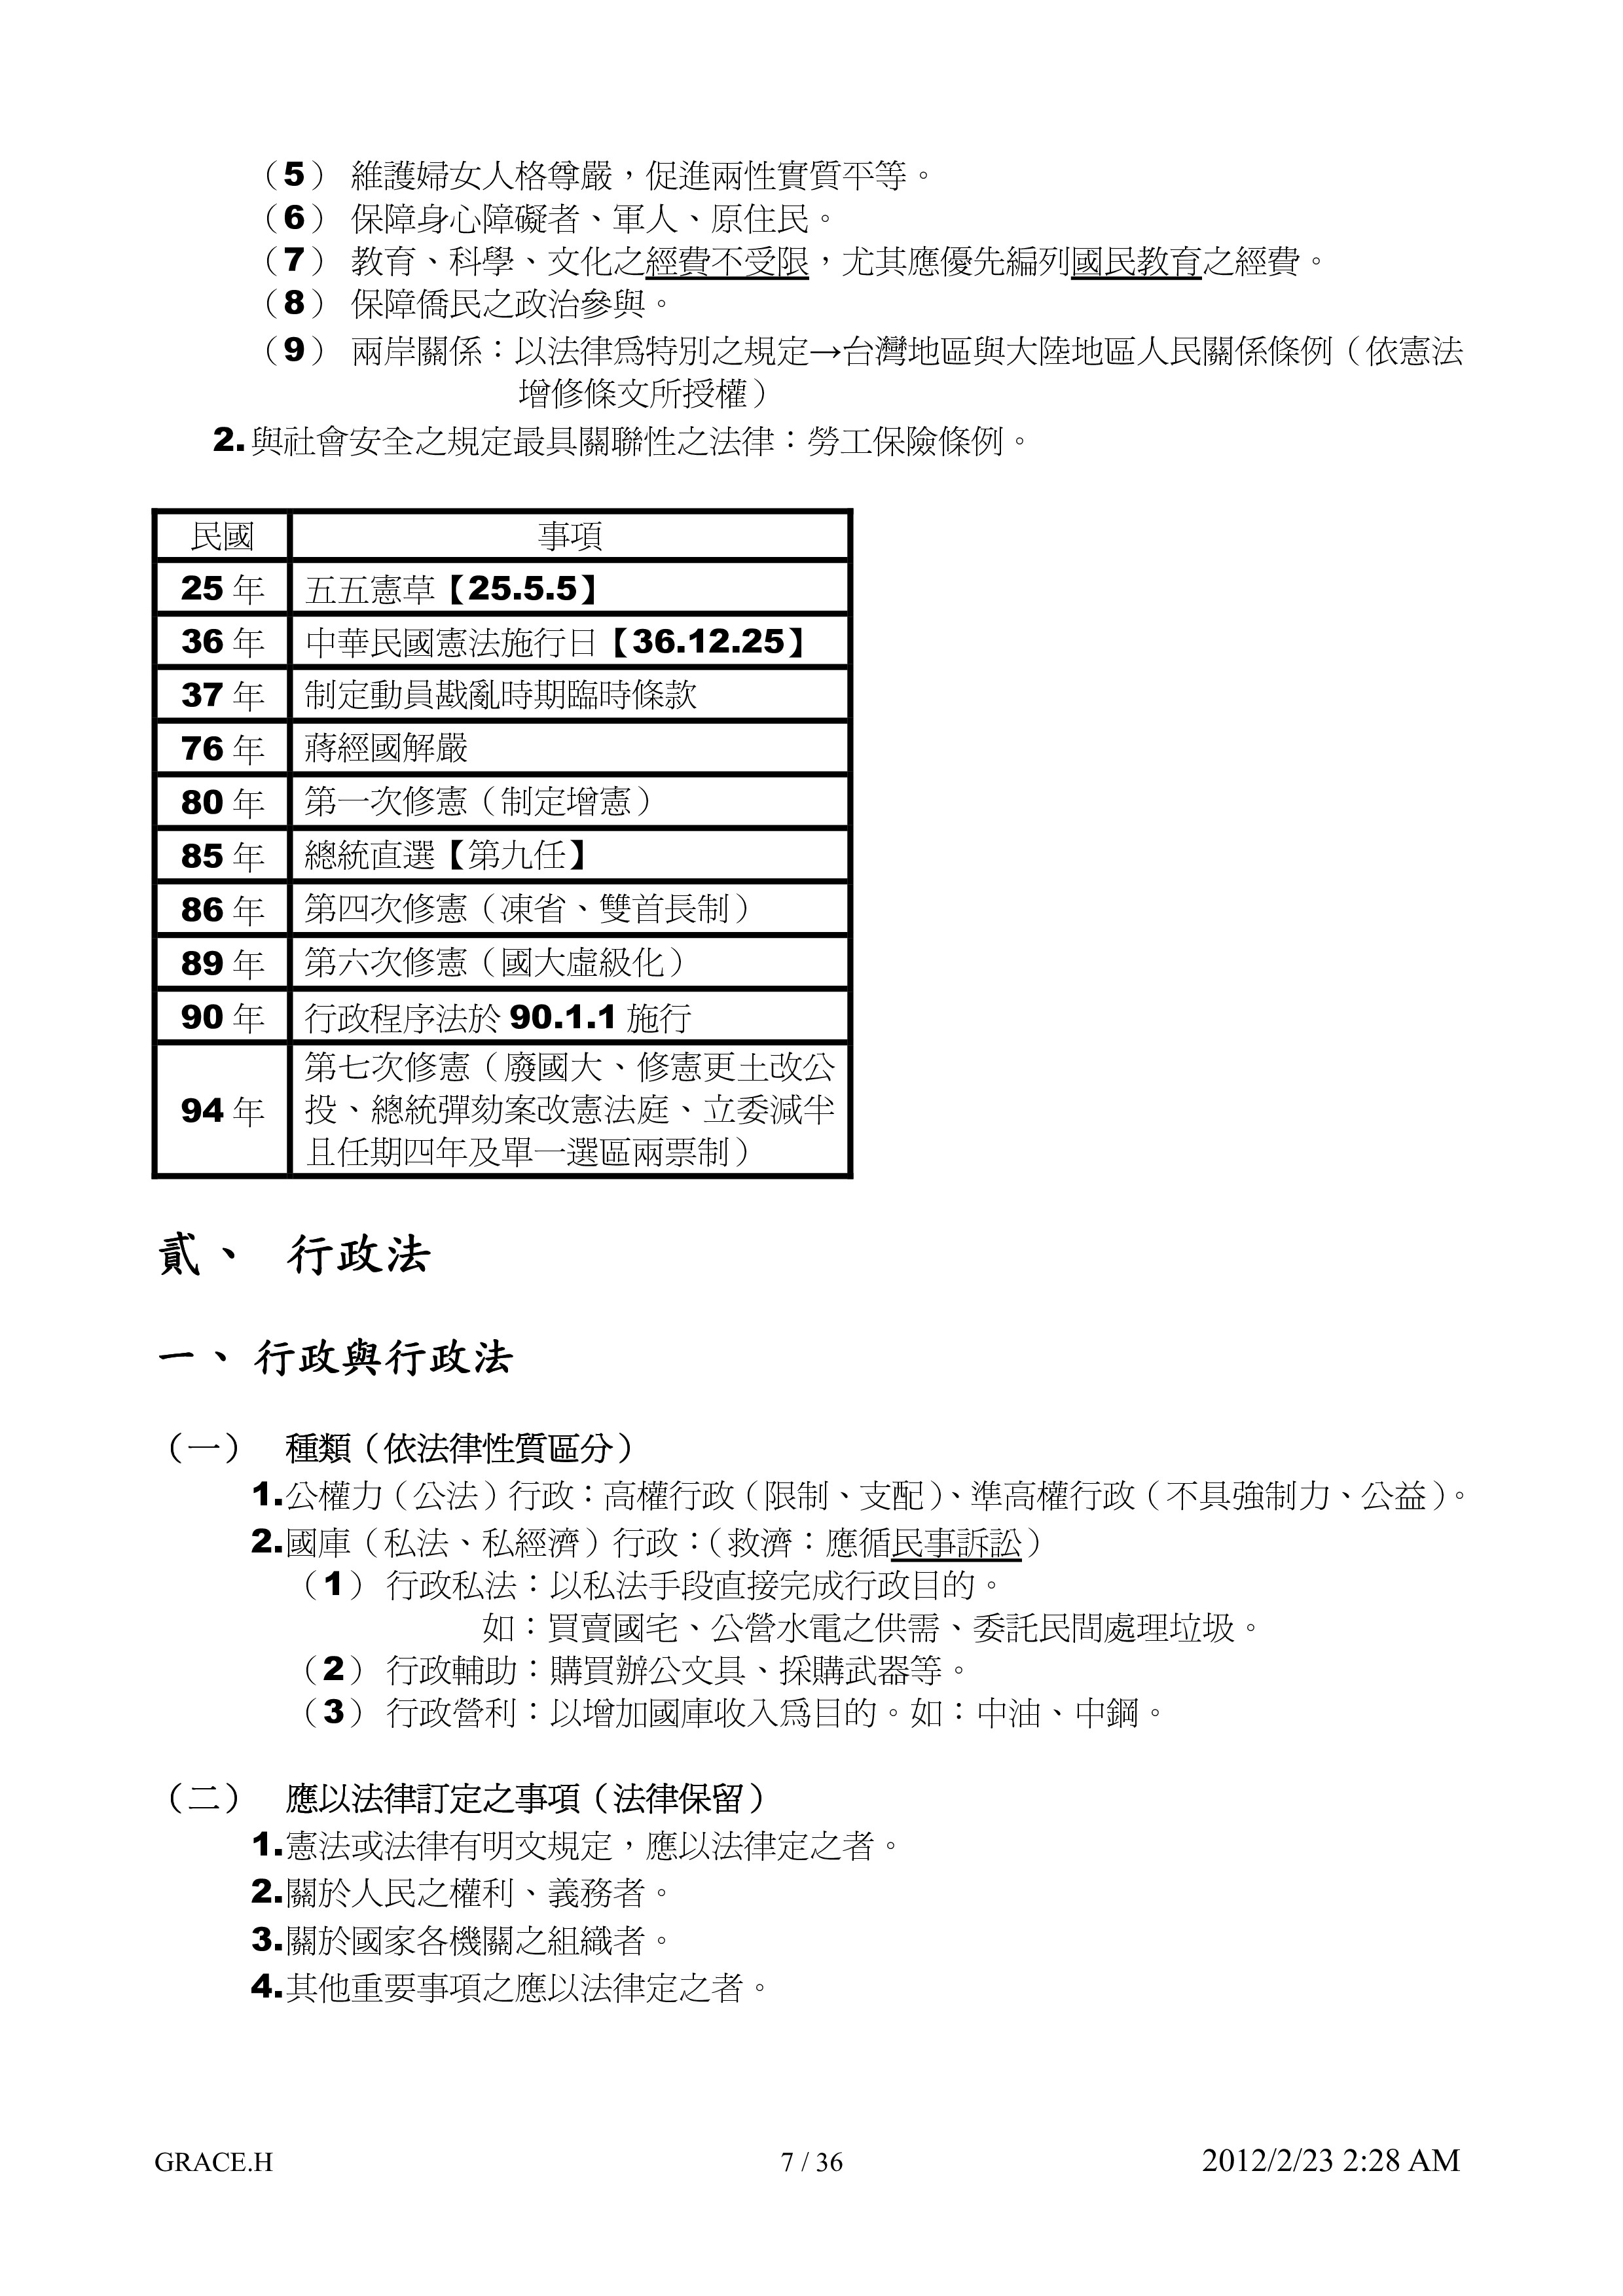 （5） 維護婦女人格尊嚴，促進兩性實質平等。
（6） 保障身心障礙者、軍人、原住民。
（7） 教育、科學、文化之經費不受限，尤其應優先編列國民教育之經費。
（8） 保障僑民之政治參與。
（9） 兩岸關係：以法律為特別之規定→台灣地區與大陸地區人民關係條例（依憲法
增修條文所授權）
2. 與社會安全之規定最具關聯性之法律：勞工保險條例。
民國 事項
25 年 五五憲草【25.5.5】
36 年 中華民國憲法施行日【36.12.25】
37 年 制定動員戡亂時期臨時條款
76 年 蔣經國解嚴
80 年 第一次修憲（制定增憲）
85 年 總統直選【第九任】
86 年 第四次修憲（凍省、雙首長制）
89 年 第六次修憲（國大虛級化）
90 年 行政程序法於 90.1.1 施行
94 年 第七次修憲（廢國大、修憲更土改公
投、總統彈劾案改憲法庭、立委減半
且任期四年及單一選區兩票制）
貳、 行政法
一、 行政與行政法
（一） 種類（依法律性質區分）
1.公權力（公法）行政：高權行政（限制、支配）、準高權行政（不具強制力、公益）。
2.國庫（私法、私經濟）行政：（救濟：應循民事訴訟）
（1） 行政私法：以私法手段直接完成行政目的。
如：買賣國宅、公營水電之供需、委託民間處理垃圾。
（2） 行政輔助：購買辦公文具、採購武器等。
（3） 行政營利：以增加國庫收入為目的。如：中油、中鋼。
（二） 應以法律訂定之事項（法律保留）
1.憲法或法律有明文規定，應以法律定之者。
2.關於人民之權利、義務者。
3.關於國家各機關之組織者。
4.其他重要事項之應以法律定之者。
GRACE.H 7 / 36 2012/2/23 2:28 AM